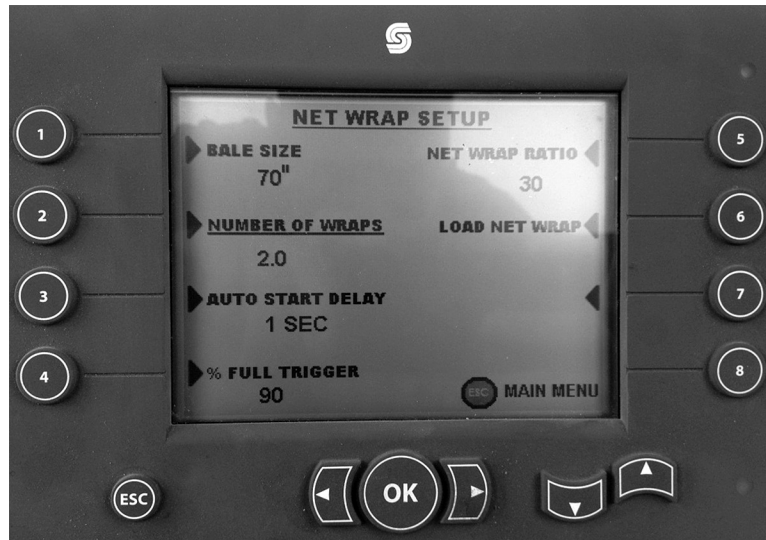 NET WRAP SETUP
BALE SIZE
70"
NUMBER OF WRAPS
2.0
AUTO START DELAY
1 SEC
% FULL TRIGGER
90
NET WRAP RATIO
30
LOAD NET WRAP
ESC MAIN MENU
1
2
3
4
5
6
7
8
ESC
OK